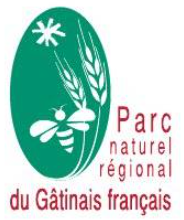 Parc
naturel
régional
du Gâtinais français